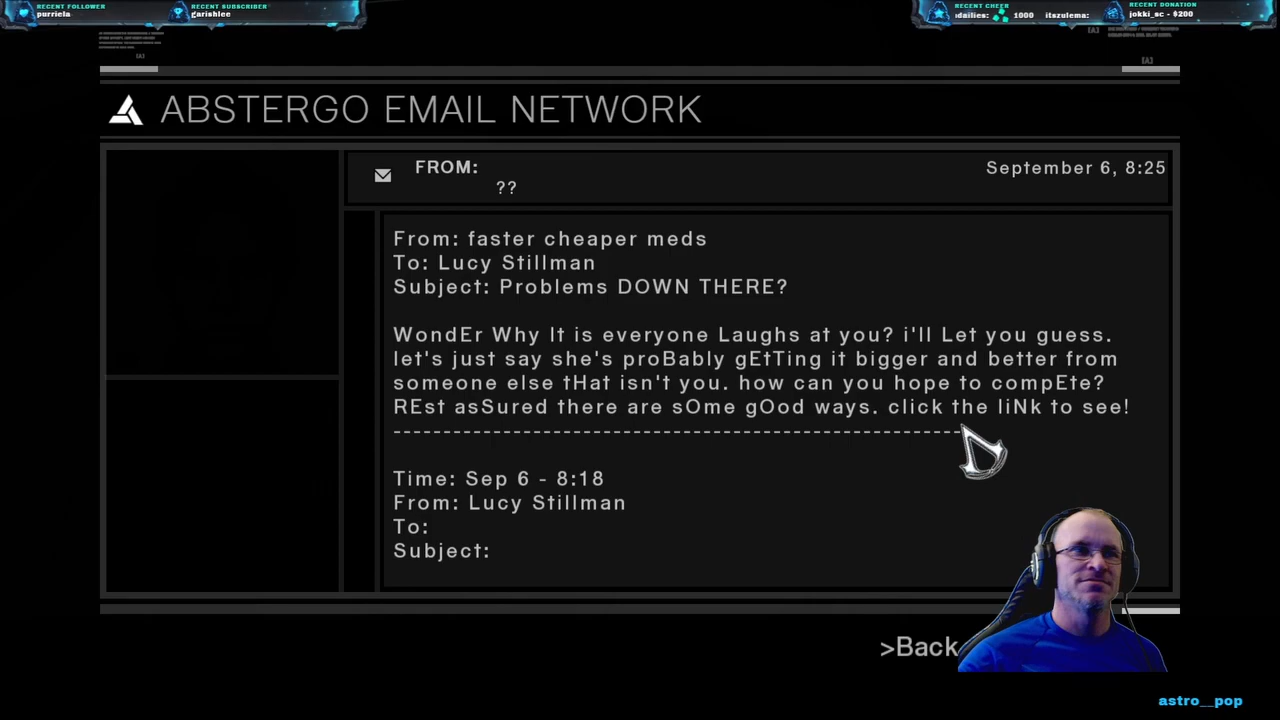 RECENT FOLLOWER
purriela
RECENT SUBSCRIBER
garishlee
RECENT CHEER
dailies: 1000 itszulema:
RECENT DONATION
jokki_sc - $200
[A]
[A]
[A]
ABSTERGO EMAIL NETWORK
FROM:
??
September 6, 8:25
From: faster cheaper meds
To: Lucy Stillman
Subject: Problems DOWN THERE?
WondEr Why It is everyone Laughs at you? i'll Let you guess.
let's just say she's proBably gEtTing it bigger and better from
someone else tHat isn't you. how can you hope to compEte?
REst asSured there are sOme gOod ways. click the liNk to see!
---------------------------------------------------------
Time: Sep 6 - 8:18
From: Lucy Stillman
To:
Subject:
>Back
astro__pop